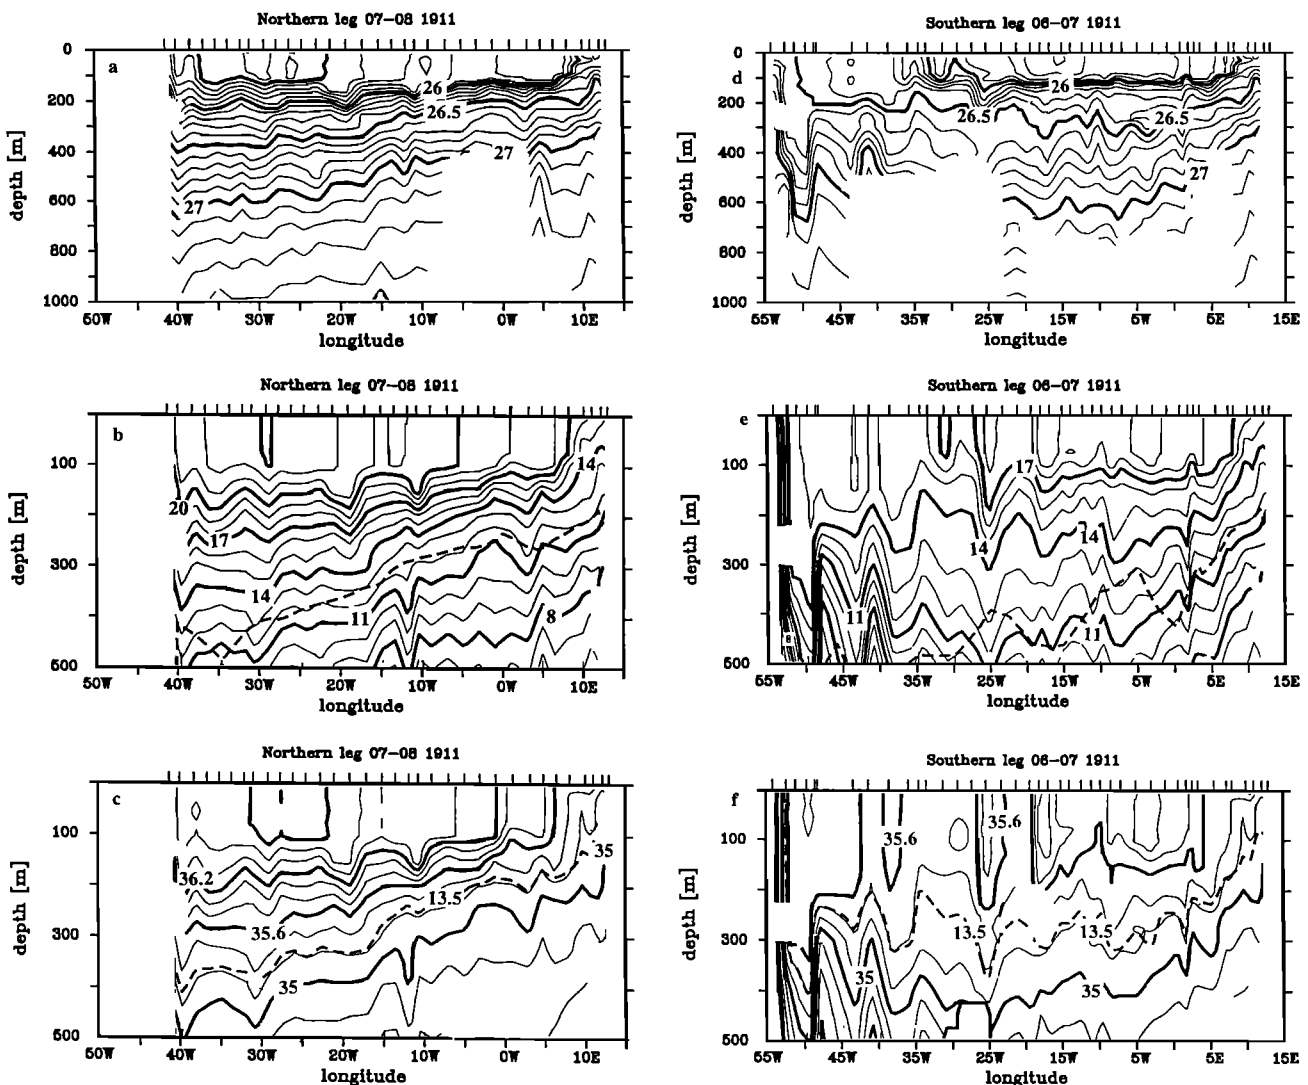 Northern leg 07-08 1911
a
0
200
400
600
800
1000
depth [m]
26
26.5
27
27
50W 40W 30W 20W 10W 0W 10E
longitude
Southern leg 06-07 1911
d
0
200
400
600
800
1000
depth [m]
26
26.5
26.5
27
55W 45W 35W 25W 15W 5W 5E 15E
longitude
Northern leg 07-08 1911
b
100
300
500
depth [m]
14
20
17
14
11
8
50W 40W 30W 20W 10W 0W 10E
longitude
Southern leg 06-07 1911
e
100
300
500
depth [m]
17
14
14
11
11
8
55W 45W 35W 25W 15W 5W 5E 15E
longitude
Northern leg 07-08 1911
c
100
300
500
depth [m]
35
36.2
13.5
35.6
35
50W 40W 30W 20W 10W 0W 10E
longitude
Southern leg 06-07 1911
f
100
300
500
depth [m]
35.6
35.6
13.5
13.5
35
35
55W 45W 35W 25W 15W 5W 5E 15E
longitude